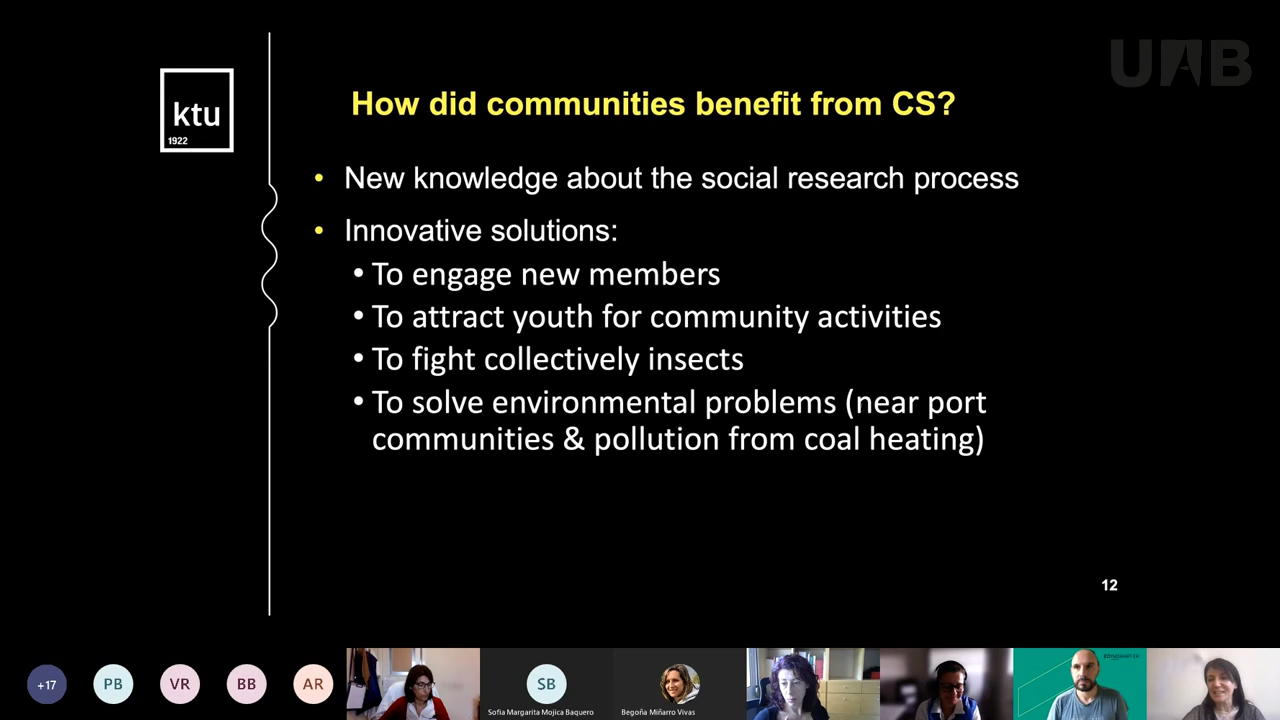 UAB
ktu
1922
How did communities benefit from CS?
• New knowledge about the social research process
• Innovative solutions:
• To engage new members
• To attract youth for community activities
• To fight collectively insects
• To solve environmental problems (near port
communities & pollution from coal heating)
12
+17
PB
VR
BB
AR
SB
Sofia Margarita Mojica Baquero
Begoña Miñarro Vivas